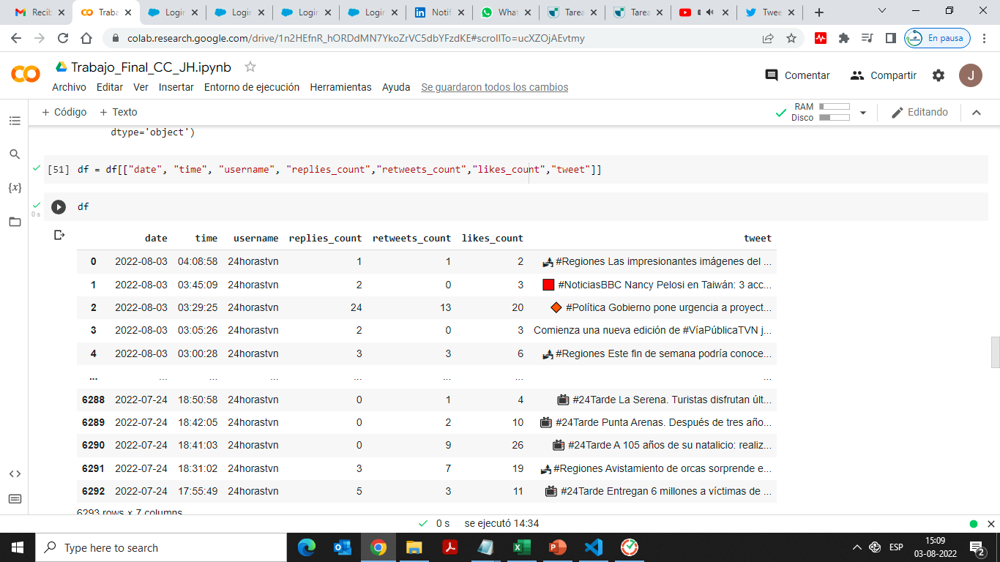 Recib
Traba
Login
Login
Login
Login
Notif
What
Tarea
Tarea
Twee
colab.research.google.com/drive/1n2HEfnR_hORDdMN7YkoZrVC5dbYFzdKE#scrollTo=ucXZOjAEvtmy
En pausa
Trabajo_Final_CC_JH.ipynb
Comentar Compartir J
Archivo Editar Ver Insertar Entorno de ejecución Herramientas Ayuda Se guardaron todos los cambios
+ Código + Texto
RAM
Disco
Editando
dtype='object')
[51] df = df[["date", "time", "username", "replies_count","retweets_count","likes_count","tweet"]]
{x}
df
0 s
date time username replies_count retweets_count likes_count tweet
0 2022-08-03 04:08:58 24horastvn 1 1 2 #Regiones Las impresionantes imágenes del ...
1 2022-08-03 03:45:09 24horastvn 2 0 3 #NoticiasBBC Nancy Pelosi en Taiwán: 3 acc...
2 2022-08-03 03:29:25 24horastvn 24 13 20 #Política Gobierno pone urgencia a proyect...
3 2022-08-03 03:05:26 24horastvn 2 0 3 Comienza una nueva edición de #VíaPúblicaTVN j...
4 2022-08-03 03:00:28 24horastvn 3 3 6 #Regiones Este fin de semana podría conoce...
... ... ... ... ... ... ... ...
6288 2022-07-24 18:50:58 24horastvn 0 1 4 #24Tarde La Serena. Turistas disfrutan últ...
6289 2022-07-24 18:42:05 24horastvn 0 2 10 #24Tarde Punta Arenas. Después de tres año...
6290 2022-07-24 18:41:03 24horastvn 0 9 26 #24Tarde A 105 años de su natalicio: realiz...
6291 2022-07-24 18:31:02 24horastvn 3 7 19 #Regiones Avistamiento de orcas sorprende e...
6292 2022-07-24 17:55:49 24horastvn 5 3 11 #24Tarde Entregan 6 millones a víctimas de ...
6293 rows × 7 columns
0 s se ejecutó 14:34
Type here to search
ESP
15:09
03-08-2022
2